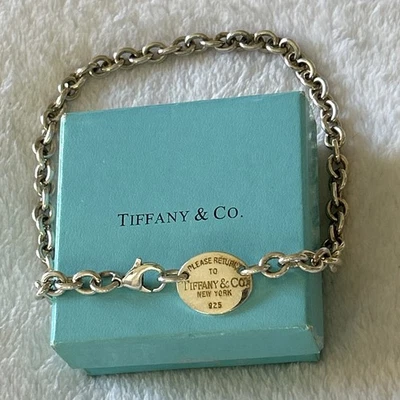 TIFFANY & CO.
PLEASE RETURN
TO
TIFFANY & CO.
NEW YORK
925